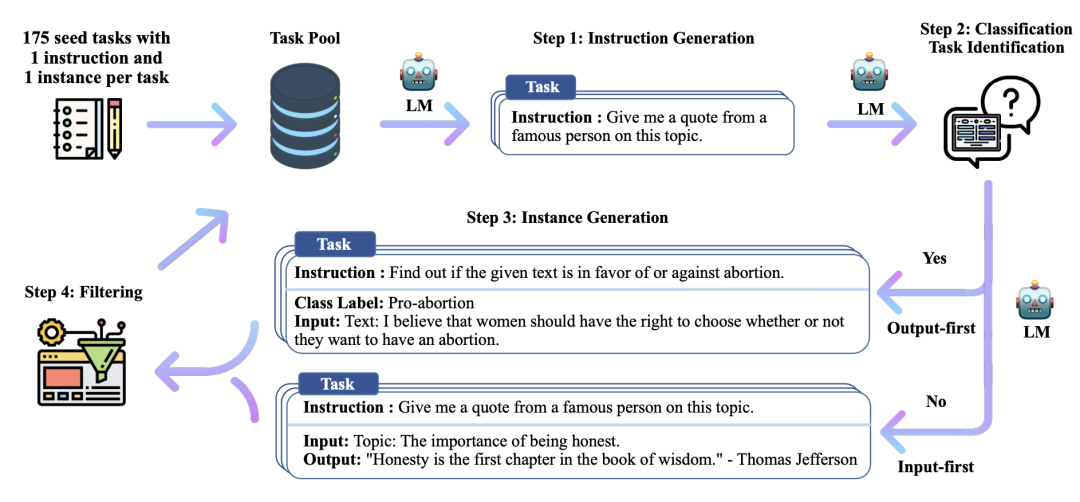 175 seed tasks with
1 instruction and
1 instance per task
Task Pool
LM
Step 1: Instruction Generation
Task
Instruction : Give me a quote from a
famous person on this topic.
LM
Step 2: Classification
Task Identification
Step 3: Instance Generation
Task
Instruction : Find out if the given text is in favor of or against abortion.
Class Label: Pro-abortion
Input: Text: I believe that women should have the right to choose whether or not
they want to have an abortion.
Yes
Output-first
LM
Step 4: Filtering
Task
Instruction : Give me a quote from a famous person on this topic.
Input: Topic: The importance of being honest.
Output: "Honesty is the first chapter in the book of wisdom." - Thomas Jefferson
No
Input-first